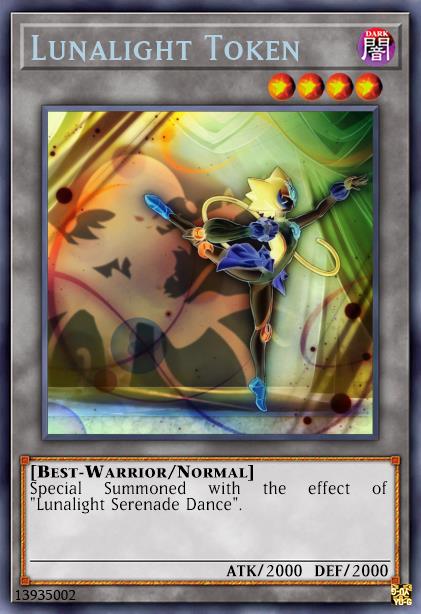 LUNALIGHT TOKEN
DARK
闇
[BEST-WARRIOR/NORMAL]
Special Summoned with the effect of
"Lunalight Serenade Dance".
ATK/2000 DEF/2000
13935002